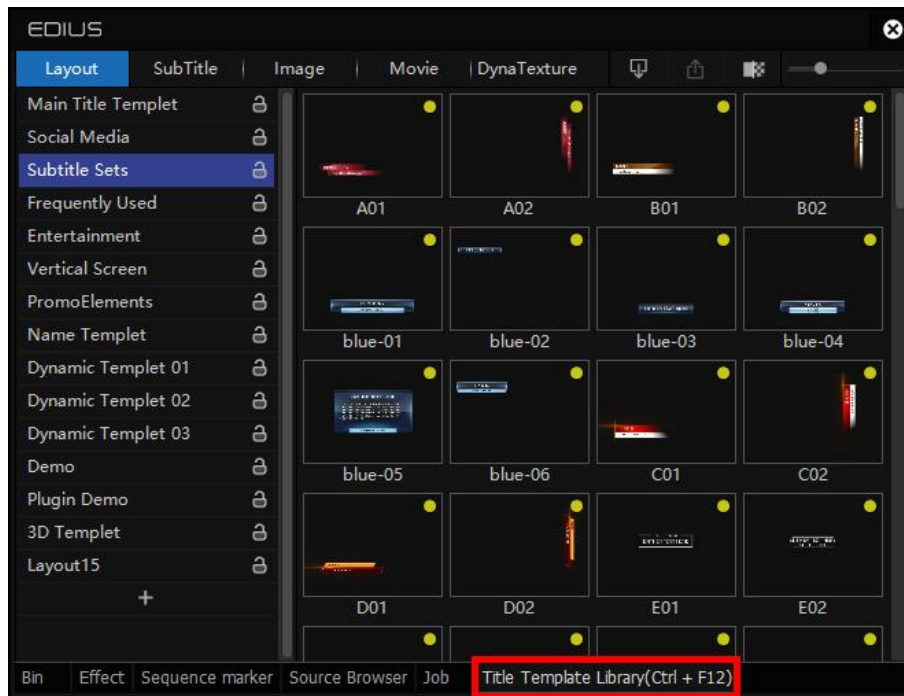 EDIUS
Layout SubTitle Image Movie DynaTexture
Main Title Templet
Social Media
Subtitle Sets
Frequently Used
Entertainment
Vertical Screen
PromoElements
Name Templet
Dynamic Templet 01
Dynamic Templet 02
Dynamic Templet 03
Demo
Plugin Demo
3D Templet
Layout15
+
A01 A02 B01 B02
blue-01 blue-02 blue-03 blue-04
blue-05 blue-06 C01 C02
D01 D02 E01 E02
Bin Effect Sequence marker Source Browser Job Title Template Library(Ctrl + F12)